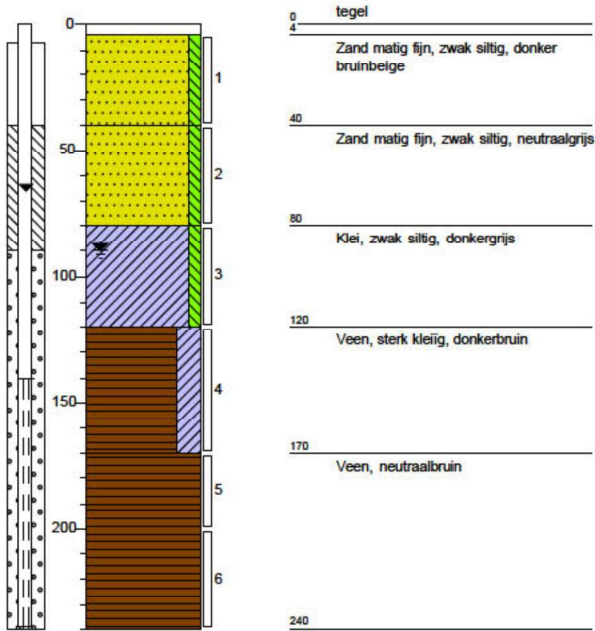 0
50
100
150
200
1
2
3
4
5
6
0
tegel
4
Zand matig fijn, zwak siltig, donker
bruinbeige
40
Zand matig fijn, zwak siltig, neutraalgrijs
80
Klei, zwak siltig, donkergrijs
120
Veen, sterk kleiïg, donkerbruin
170
Veen, neutraalbruin
240